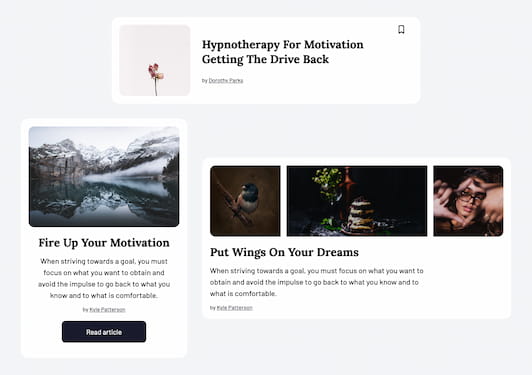 Hypnotherapy For Motivation
Getting The Drive Back
by Dorothy Parks
Fire Up Your Motivation
When striving towards a goal, you must
focus on what you want to obtain and
avoid the impulse to go back to what you
know and to what is comfortable.
by Kyle Patterson
Read article
Put Wings On Your Dreams
When striving towards a goal, you must focus on what you want to
obtain and avoid the impulse to go back to what you know and to
what is comfortable.
by Kyle Patterson